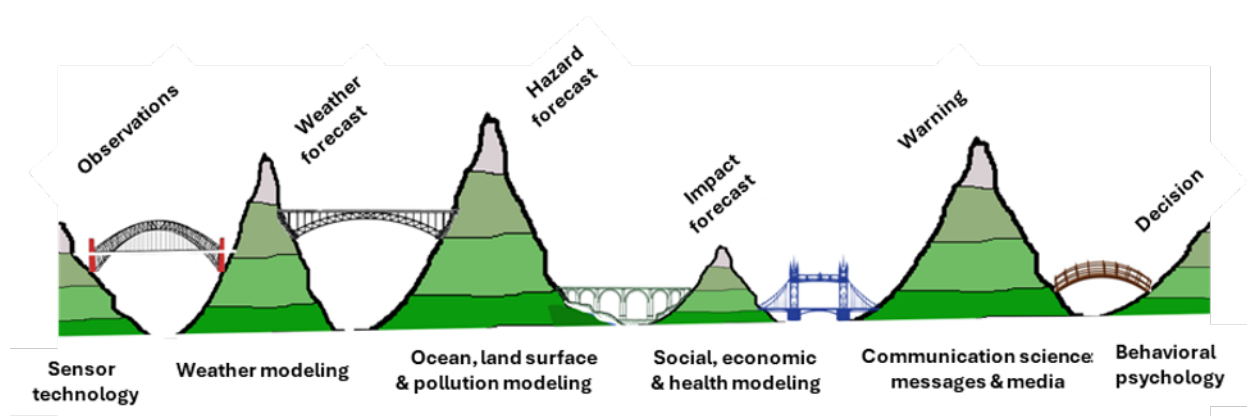 Observations
Weather
forecast
Hazard
forecast
Impact
forecast
Warning
Decision
Sensor
technology
Weather modeling
Ocean, land surface
& pollution modeling
Social, economic
& health modeling
Communication science:
messages & media
Behavioral
psychology